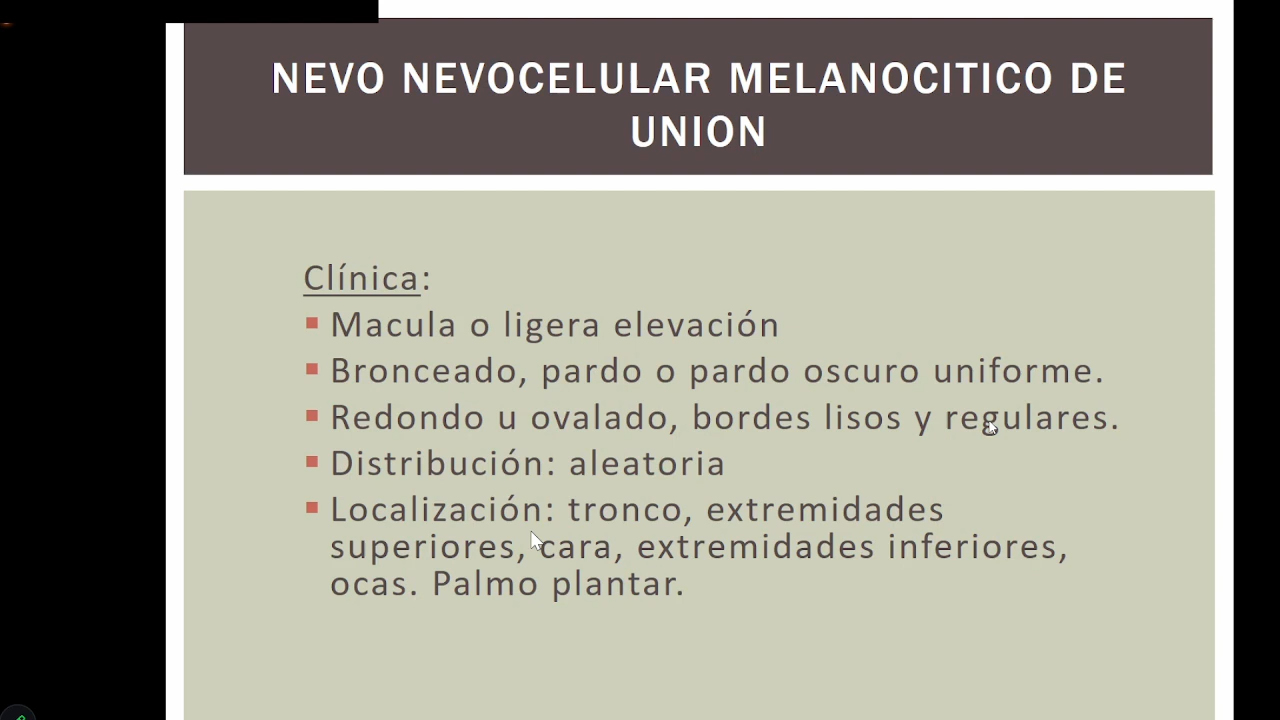 NEVO NEVOCELULAR MELANOCITICO DE
UNION
Clínica:
Macula o ligera elevación
Bronceado, pardo o pardo oscuro uniforme.
Redondo u ovalado, bordes lisos y regulares.
Distribución: aleatoria
Localización: tronco, extremidades
superiores, cara, extremidades inferiores,
ocas. Palmo plantar.